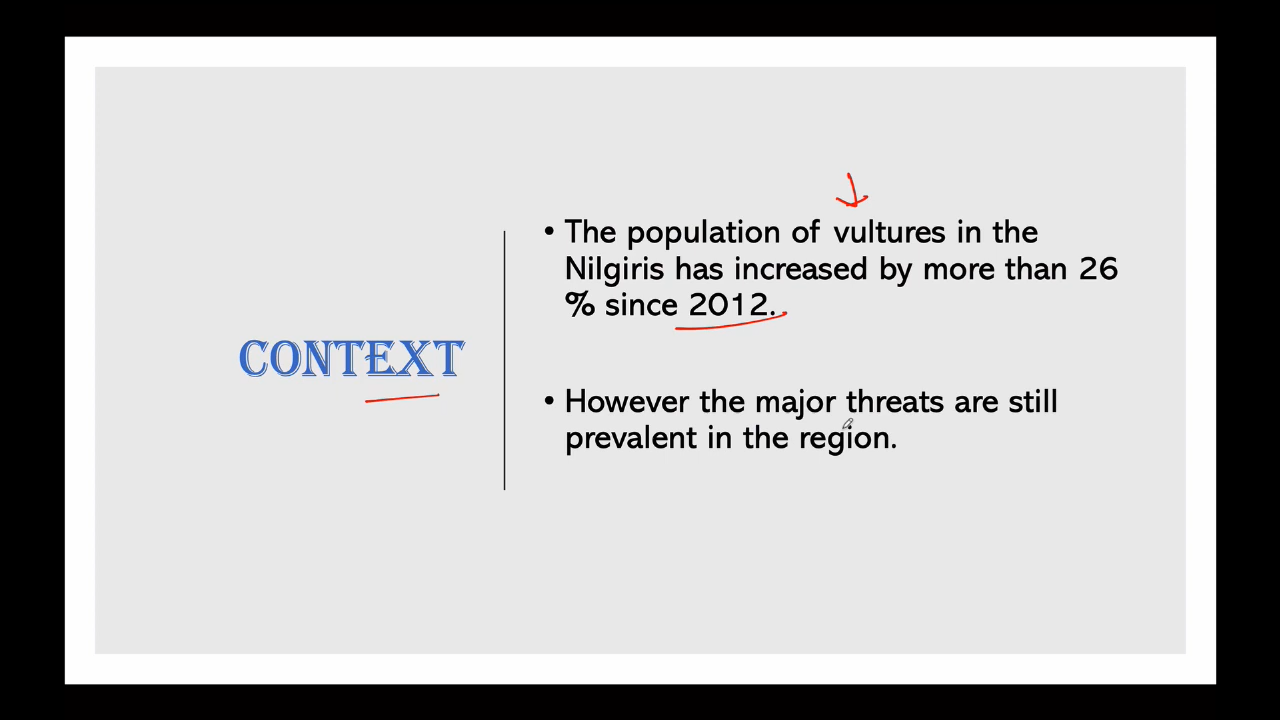 CONTEXT
• The population of vultures in the
Nilgiris has increased by more than 26
% since 2012.
• However the major threats are still
prevalent in the region.